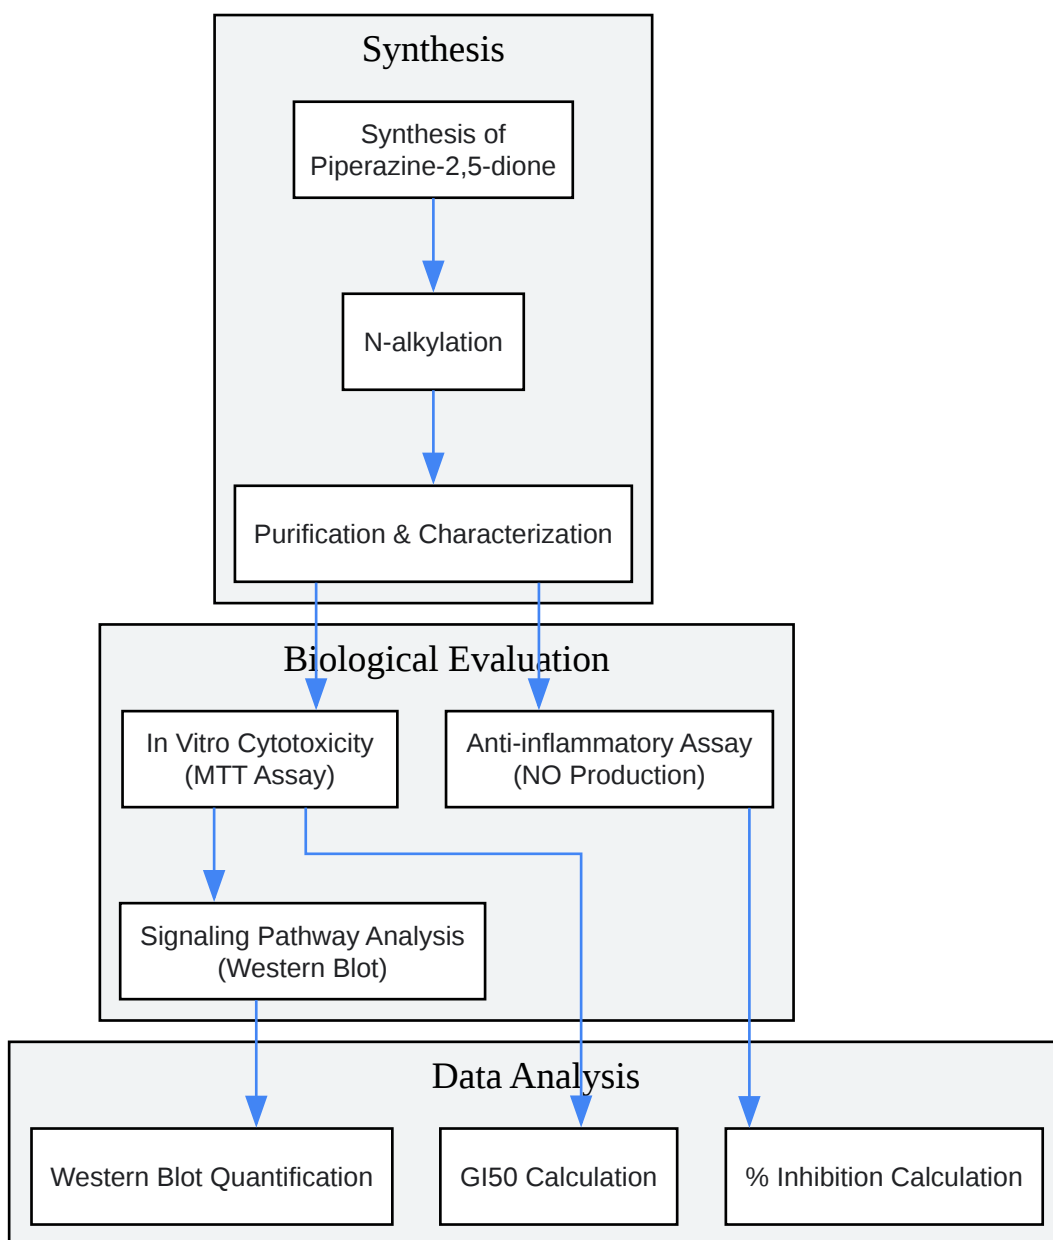 Synthesis
Synthesis of
Piperazine-2,5-dione
N-alkylation
Purification & Characterization
Biological Evaluation
In Vitro Cytotoxicity
(MTT Assay)
Anti-inflammatory Assay
(NO Production)
Signaling Pathway Analysis
(Western Blot)
Data Analysis
Western Blot Quantification
GI50 Calculation
% Inhibition Calculation